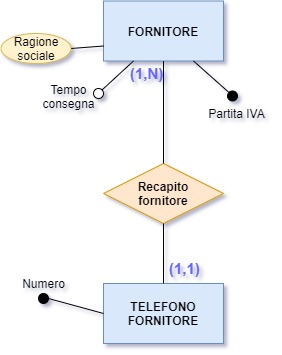 FORNITORE
Ragione
sociale
Tempo
consegna
(1,N)
Partita IVA
Recapito
fornitore
(1,1)
Numero
TELEFONO
FORNITORE